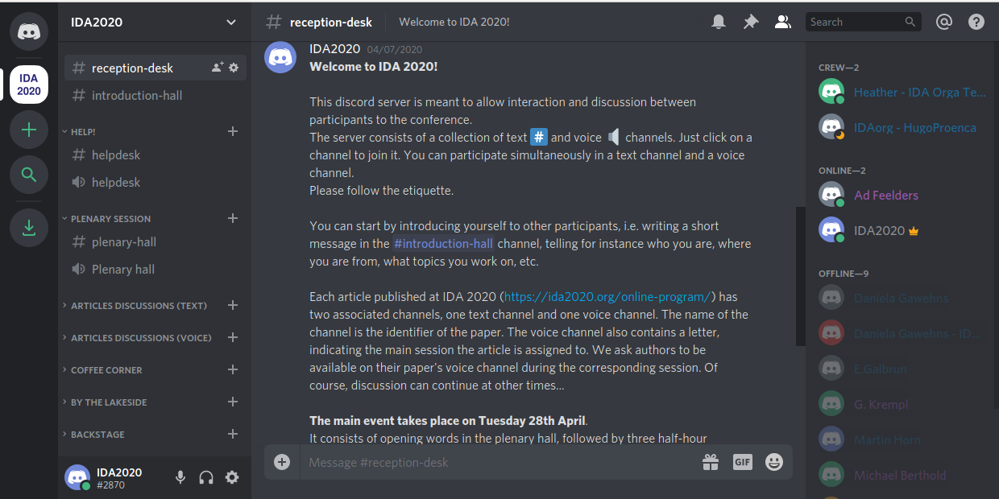 IDA2020
reception-desk
Welcome to IDA 2020!
Search
IDA
2020
reception-desk
introduction-hall
HELP!
helpdesk
helpdesk
PLENARY SESSION
plenary-hall
Plenary hall
ARTICLES DISCUSSIONS (TEXT)
ARTICLES DISCUSSIONS (VOICE)
COFFEE CORNER
BY THE LAKESIDE
BACKSTAGE
IDA2020
#2870
IDA2020 04/07/2020
Welcome to IDA 2020!
This discord server is meant to allow interaction and discussion between
participants to the conference.
The server consists of a collection of text # and voice channels. Just click on a
channel to join it. You can participate simultaneously in a text channel and a voice
channel.
Please follow the etiquette.
You can start by introducing yourself to other participants, i.e. writing a short
message in the #introduction-hall channel, telling for instance who you are, where
you are from, what topics you work on, etc.
Each article published at IDA 2020 (https://ida2020.org/online-program/) has
two associated channels, one text channel and one voice channel. The name of the
channel is the identifier of the paper. The voice channel also contains a letter,
indicating the main session the article is assigned to. We ask authors to be
available on their paper's voice channel during the corresponding session. Of
course, discussion can continue at other times...
The main event takes place on Tuesday 28th April.
It consists of opening words in the plenary hall, followed by three half-hour
Message #reception-desk
GIF
CREW—2
Heather - IDA Orga Te...
IDAorg - HugoProenca
ONLINE—2
Ad Feelders
IDA2020
OFFLINE—9
Daniela Gawehns
Daniela Gawehns - ID...
E.Galbrun
G. Krempl
Martin Horn
Michael Berthold